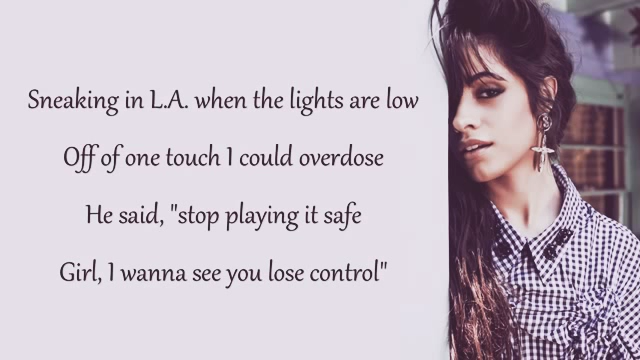 Sneaking in L.A. when the lights are low
Off of one touch I could overdose
He said, "stop playing it safe
Girl, I wanna see you lose control"